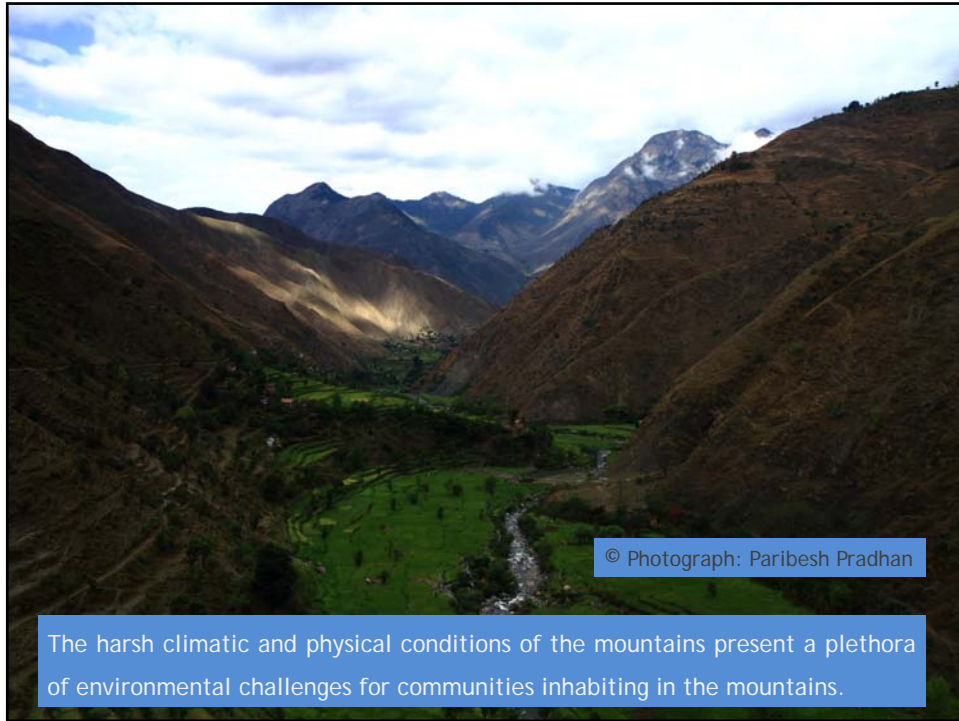 © Photograph: Paribesh Pradhan
The harsh climatic and physical conditions of the mountains present a plethora
of environmental challenges for communities inhabiting in the mountains.